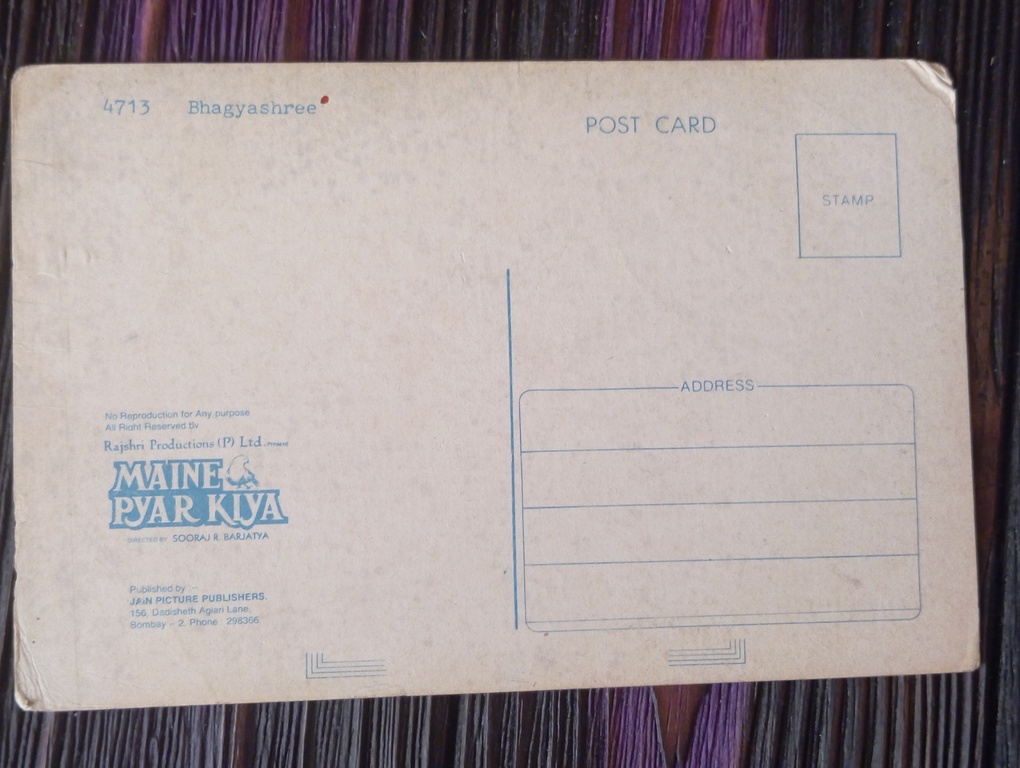 4713 Bhagyashree
POST CARD
STAMP
ADDRESS
No Reproduction for Any purpose
All Right Reserved by
Rajshri Productions (P) Ltd. Present
MAINE
PYAR KIYA
DIRECTED BY SOORAJ R. BARJATYA
Published by :-
JAIN PICTURE PUBLISHERS.
156, Dadisheth Agiari Lane,
Bombay - 2. Phone : 298366